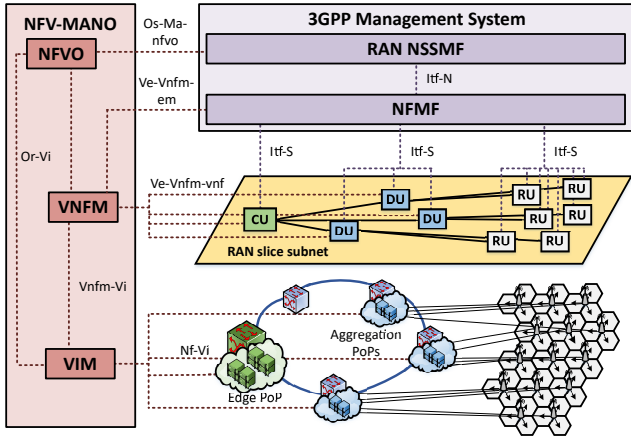 NFV-MANO
NFVO
Os-Ma-
nfvo
3GPP Management System
RAN NSSMF
Itf-N
NFMF
Ve-Vnfm-
em
Or-Vi
Itf-S
Itf-S
Itf-S
VNFM
Ve-Vnfm-vnf
CU
DU
DU
DU
RU
RU
RU
RU
RU
RU
RAN slice subnet
Vnfm-Vi
VIM
Nf-Vi
Edge PoP
Aggregation
PoPs